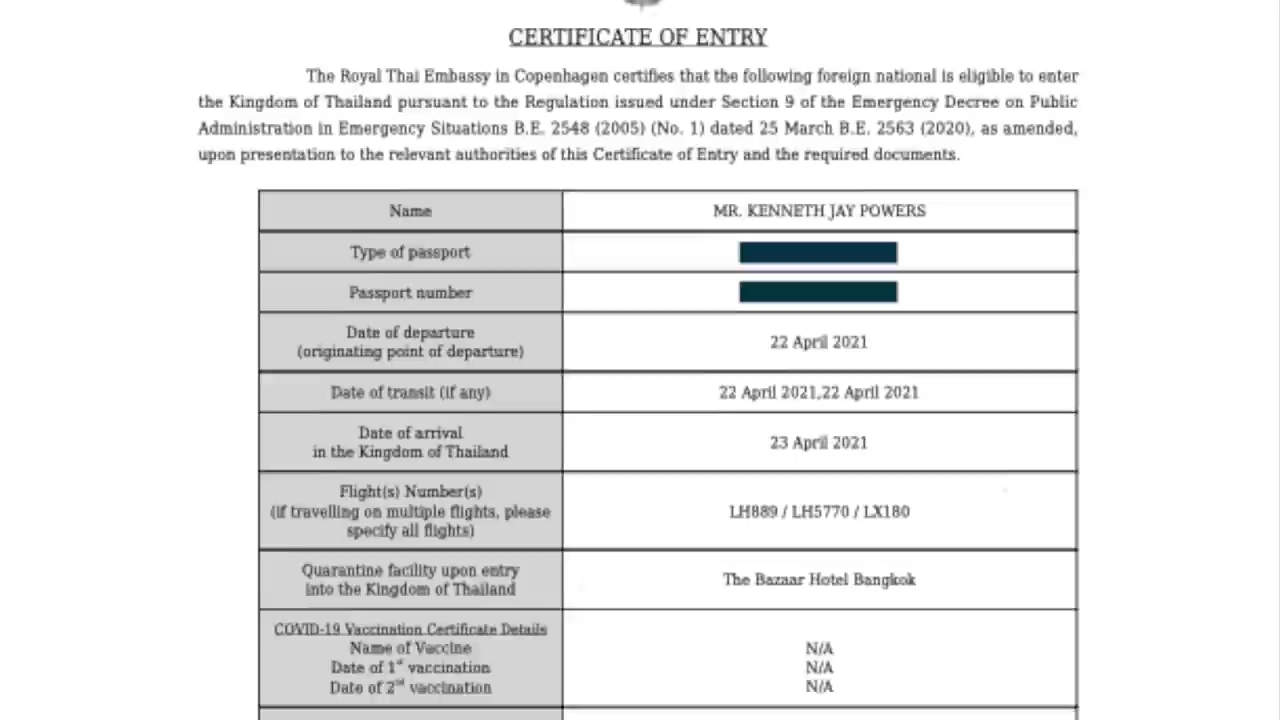 CERTIFICATE OF ENTRY
The Royal Thai Embassy in Copenhagen certifies that the following foreign national is eligible to enter
the Kingdom of Thailand pursuant to the Regulation issued under Section 9 of the Emergency Decree on Public
Administration in Emergency Situations B.E. 2548 (2005) (No. 1) dated 25 March B.E. 2563 (2020), as amended,
upon presentation to the relevant authorities of this Certificate of Entry and the required documents.
Name
MR. KENNETH JAY POWERS
Type of passport
Passport number
Date of departure
(originating point of departure)
22 April 2021
Date of transit (if any)
22 April 2021,22 April 2021
Date of arrival
in the Kingdom of Thailand
23 April 2021
Flight(s) Number(s)
(if travelling on multiple flights, please
specify all flights)
LH889 / LH5770 / LX180
Quarantine facility upon entry
into the Kingdom of Thailand
The Bazaar Hotel Bangkok
COVID-19 Vaccination Certificate Details
Name of Vaccine
N/A
Date of 1st vaccination
N/A
Date of 2nd vaccination
N/A